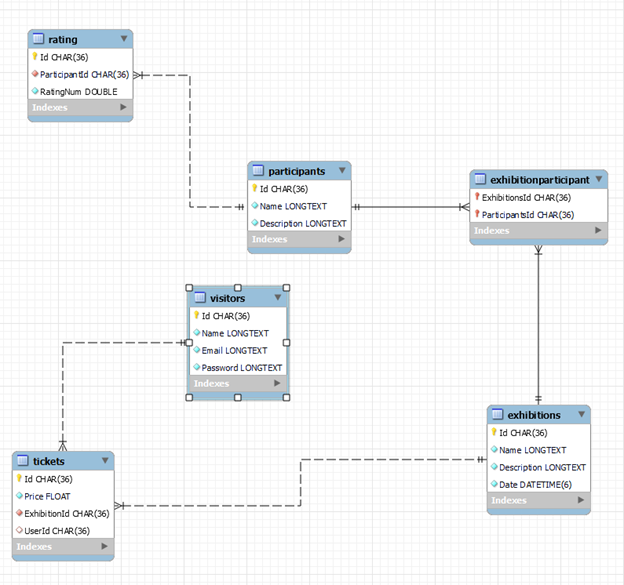 rating
Id CHAR(36)
ParticipantId CHAR(36)
RatingNum DOUBLE
Indexes
participants
Id CHAR(36)
Name LONGTEXT
Description LONGTEXT
Indexes
exhibitionparticipant
ExhibitionsId CHAR(36)
ParticipantsId CHAR(36)
Indexes
visitors
Id CHAR(36)
Name LONGTEXT
Email LONGTEXT
Password LONGTEXT
Indexes
exhibitions
Id CHAR(36)
Name LONGTEXT
Description LONGTEXT
Date DATETIME(6)
Indexes
tickets
Id CHAR(36)
Price FLOAT
ExhibitionId CHAR(36)
UserId CHAR(36)
Indexes